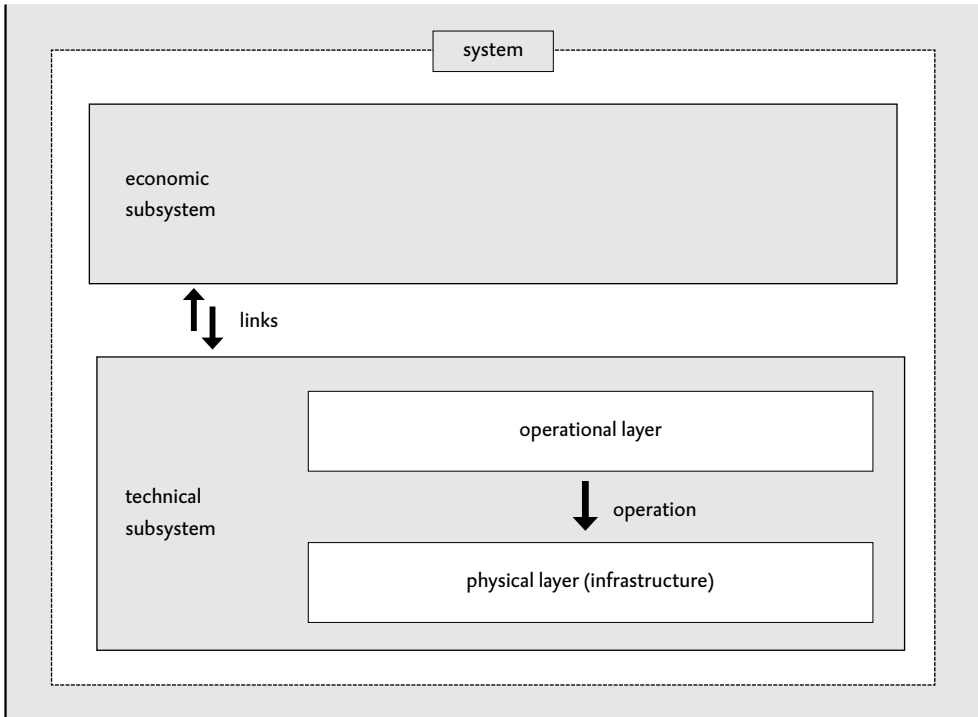 system
economic
subsystem
links
operational layer
operation
technical
subsystem
physical layer (infrastructure)